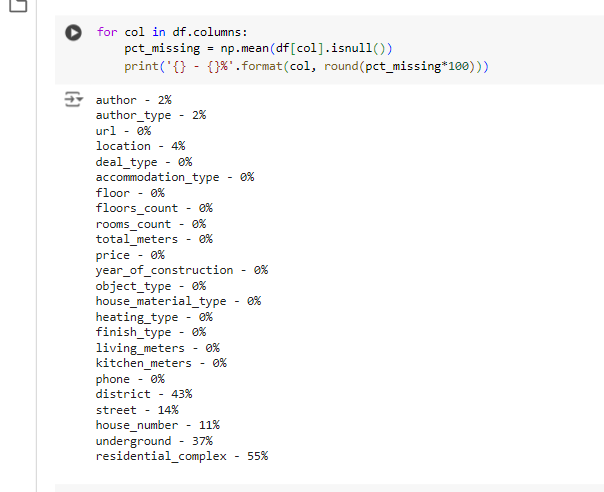 for col in df.columns:
    pct_missing = np.mean(df[col].isnull())
    print('{} - {}%'.format(col, round(pct_missing*100)))
author - 2%
author_type - 2%
url - 0%
location - 4%
deal_type - 0%
accommodation_type - 0%
floor - 0%
floors_count - 0%
rooms_count - 0%
total_meters - 0%
price - 0%
year_of_construction - 0%
object_type - 0%
house_material_type - 0%
heating_type - 0%
finish_type - 0%
living_meters - 0%
kitchen_meters - 0%
phone - 0%
district - 43%
street - 14%
house_number - 11%
underground - 37%
residential_complex - 55%